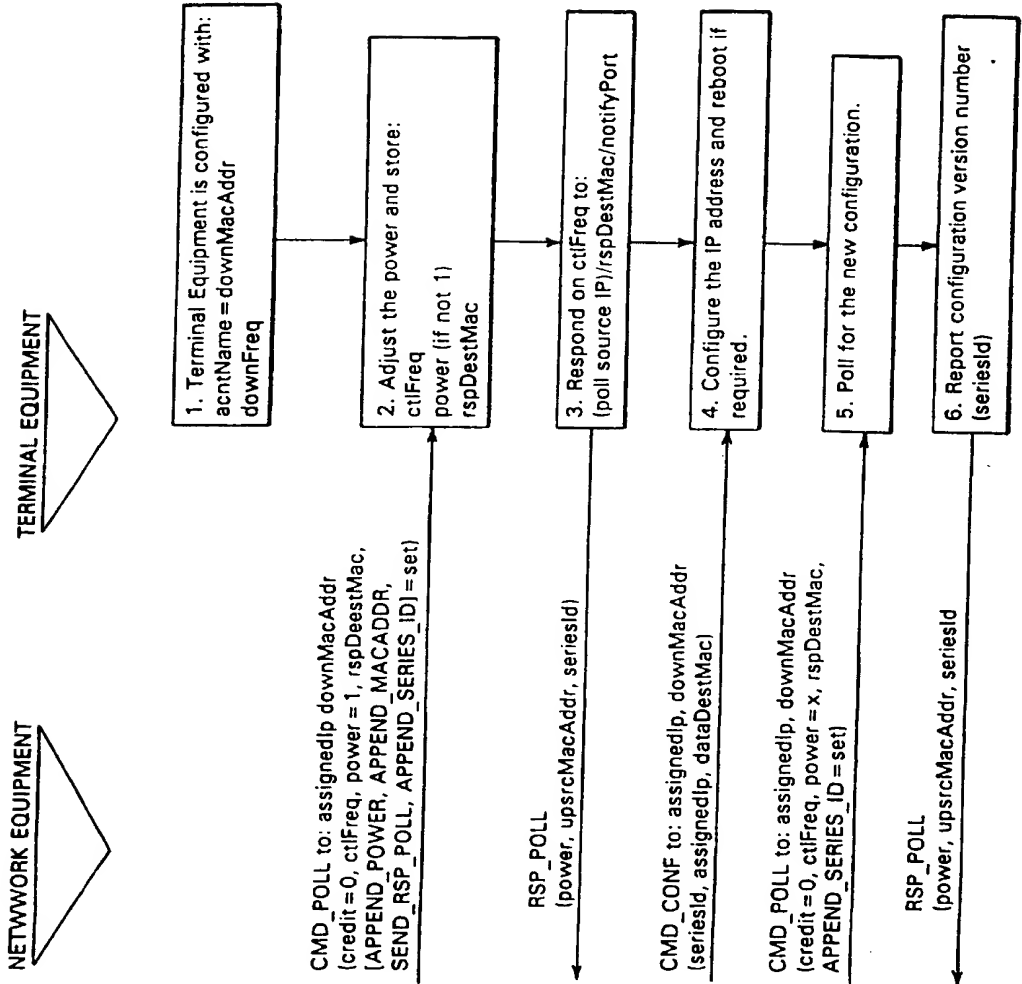 NETWWORK EQUIPMENT
TERMINAL EQUIPMENT
1. Terminal Equipment is configured with:
acntName = downMacAddr
downFreq
CMD_POLL to: assignedIp downMacAddr
(credit = 0, ctlFreq, power = 1, rspDeestMac,
[APPEND_POWER, APPEND_MACADDR,
SEND_RSP_POLL, APPEND_SERIES_ID] = set)
2. Adjust the power and store:
ctlFreq
power (if not 1)
rspDestMac
RSP_POLL
(power, upsrcMacAddr, seriesId)
3. Respond on ctlFreq to:
(poll source IP)/rspDestMac/notifyPort
CMD_CONF to: assignedIp, downMacAddr
(seriesId, assignedIp, dataDestMac)
4. Configure the IP address and reboot if
required.
CMD_POLL to: assignedIp, downMacAddr
(credit = 0, ctlFreq, power = x, rspDestMac,
APPEND_SERIES_ID = set)
5. Poll for the new configuration.
RSP_POLL
(power, upsrcMacAddr, seriesId
6. Report configuration version number
(seriesId)